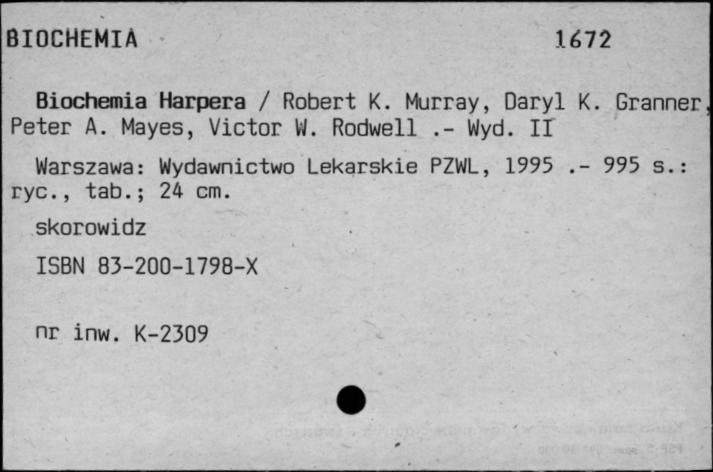 BIOCHEMIA 1672
Biochemia Harpera / Robert K. Murray, Daryl K. Granner,
Peter A. Mayes, Victor W. Rodwell .- Wyd. II
Warszawa: Wydawnictwo Lekarskie PZWL, 1995 .- 995 s.:
ryc., tab.; 24 cm.
skorowidz
ISBN 83-200-1798-X
nr inw. K-2309